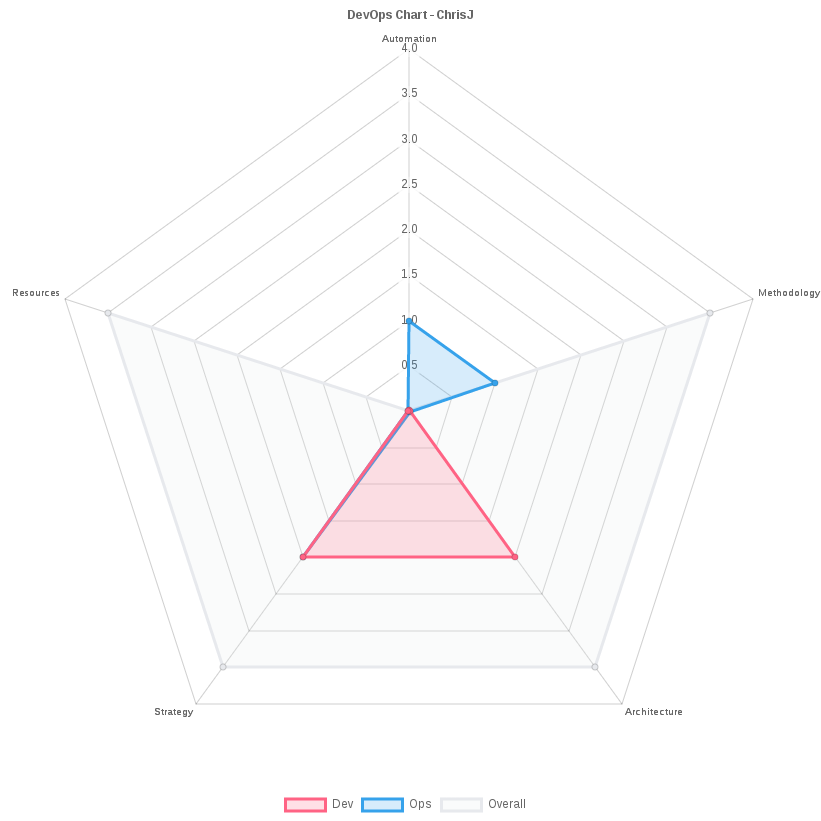 DevOps Chart - ChrisJ
Automation
4.0
3.5
3.0
2.5
2.0
1.5
1.0
0.5
Resources
Methodology
Strategy
Architecture
Dev
Ops
Overall